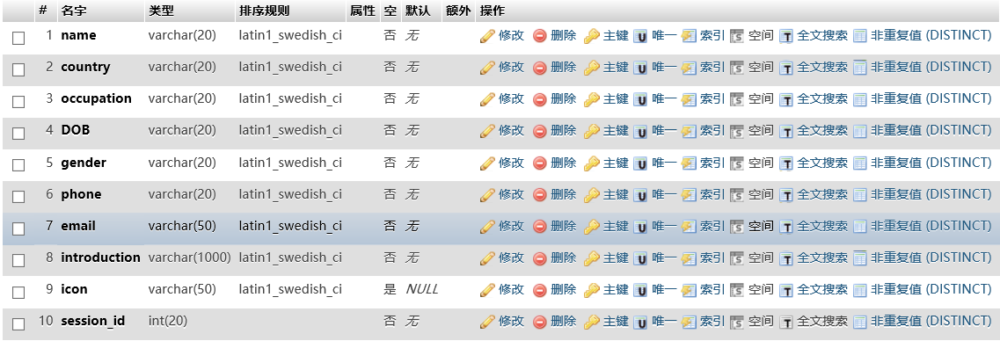 # 名字 类型 排序规则 属性 空 默认 额外 操作
1 name varchar(20) latin1_swedish_ci 否 无 修改 删除 主键 唯一 索引 空间 全文搜索 非重复值 (DISTINCT)
2 country varchar(20) latin1_swedish_ci 否 无 修改 删除 主键 唯一 索引 空间 全文搜索 非重复值 (DISTINCT)
3 occupation varchar(20) latin1_swedish_ci 否 无 修改 删除 主键 唯一 索引 空间 全文搜索 非重复值 (DISTINCT)
4 DOB varchar(20) latin1_swedish_ci 否 无 修改 删除 主键 唯一 索引 空间 全文搜索 非重复值 (DISTINCT)
5 gender varchar(20) latin1_swedish_ci 否 无 修改 删除 主键 唯一 索引 空间 全文搜索 非重复值 (DISTINCT)
6 phone varchar(20) latin1_swedish_ci 否 无 修改 删除 主键 唯一 索引 空间 全文搜索 非重复值 (DISTINCT)
7 email varchar(50) latin1_swedish_ci 否 无 修改 删除 主键 唯一 索引 空间 全文搜索 非重复值 (DISTINCT)
8 introduction varchar(1000) latin1_swedish_ci 否 无 修改 删除 主键 唯一 索引 空间 全文搜索 非重复值 (DISTINCT)
9 icon varchar(50) latin1_swedish_ci 是 NULL 修改 删除 主键 唯一 索引 空间 全文搜索 非重复值 (DISTINCT)
10 session_id int(20) 否 无 修改 删除 主键 唯一 索引 空间 全文搜索 非重复值 (DISTINCT)